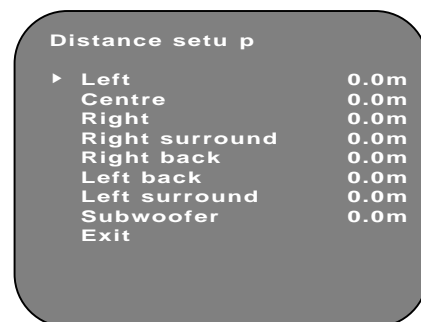 Distance setu p
▶ Left 0.0m
Centre 0.0m
Right 0.0m
Right surround 0.0m
Right back 0.0m
Left back 0.0m
Left surround 0.0m
Subwoofer 0.0m
Exit